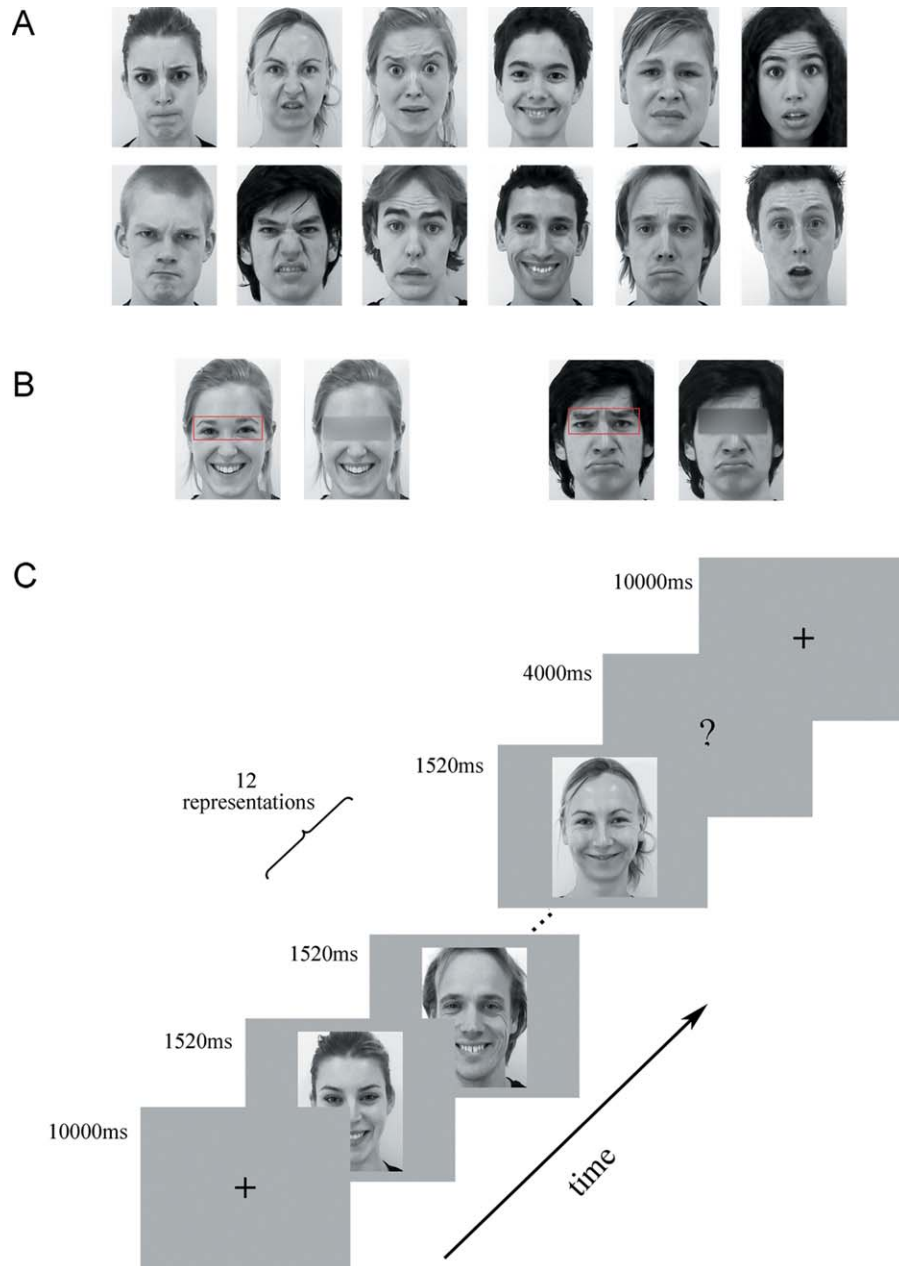 A
B
C
10000ms
+
4000ms
?
1520ms
12
representations
1520ms
1520ms
10000ms
+
time